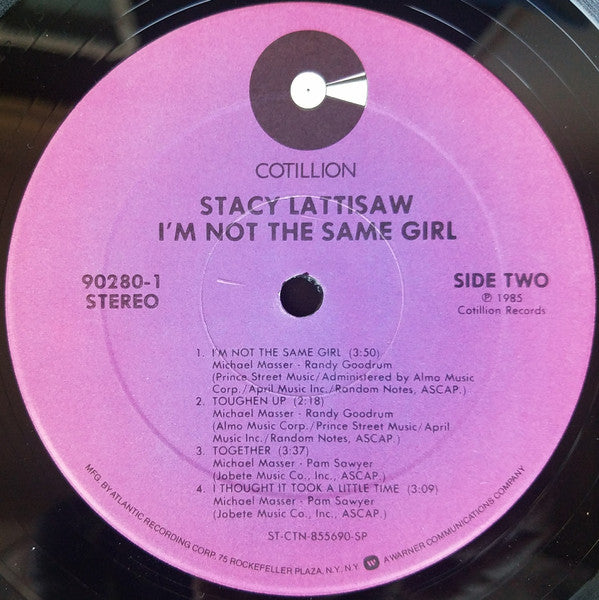 COTILLION
STACY LATTISAW
I'M NOT THE SAME GIRL
90280-1
STEREO
SIDE TWO
℗ 1985
Cotillion Records
1. I'M NOT THE SAME GIRL (3:50)
Michael Masser - Randy Goodrum
(Prince Street Music/Administered by Almo Music
Corp./April Music Inc./Random Notes, ASCAP.)
2. TOUGHEN UP (2:18)
Michael Masser - Randy Goodrum
(Almo Music Corp./Prince Street Music/April
Music Inc./Random Notes, ASCAP.)
3. TOGETHER (3:37)
Michael Masser - Pam Sawyer
(Jobete Music Co., Inc., ASCAP.)
4. I THOUGHT IT TOOK A LITTLE TIME (3:09)
Michael Masser - Pam Sawyer
(Jobete Music Co., Inc., ASCAP.)
ST-CTN-855690-SP
MFG. BY ATLANTIC RECORDING CORP. 75 ROCKEFELLER PLAZA, N.Y., N.Y. A WARNER COMMUNICATIONS COMPANY